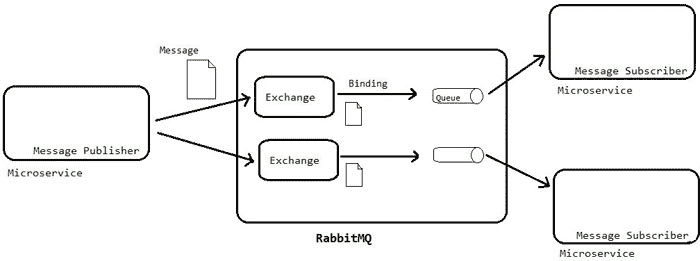 Message
Message Publisher
Microservice
Exchange
Binding
Queue
Exchange
RabbitMQ
Message Subscriber
Microservice
Message Subscriber
Microservice